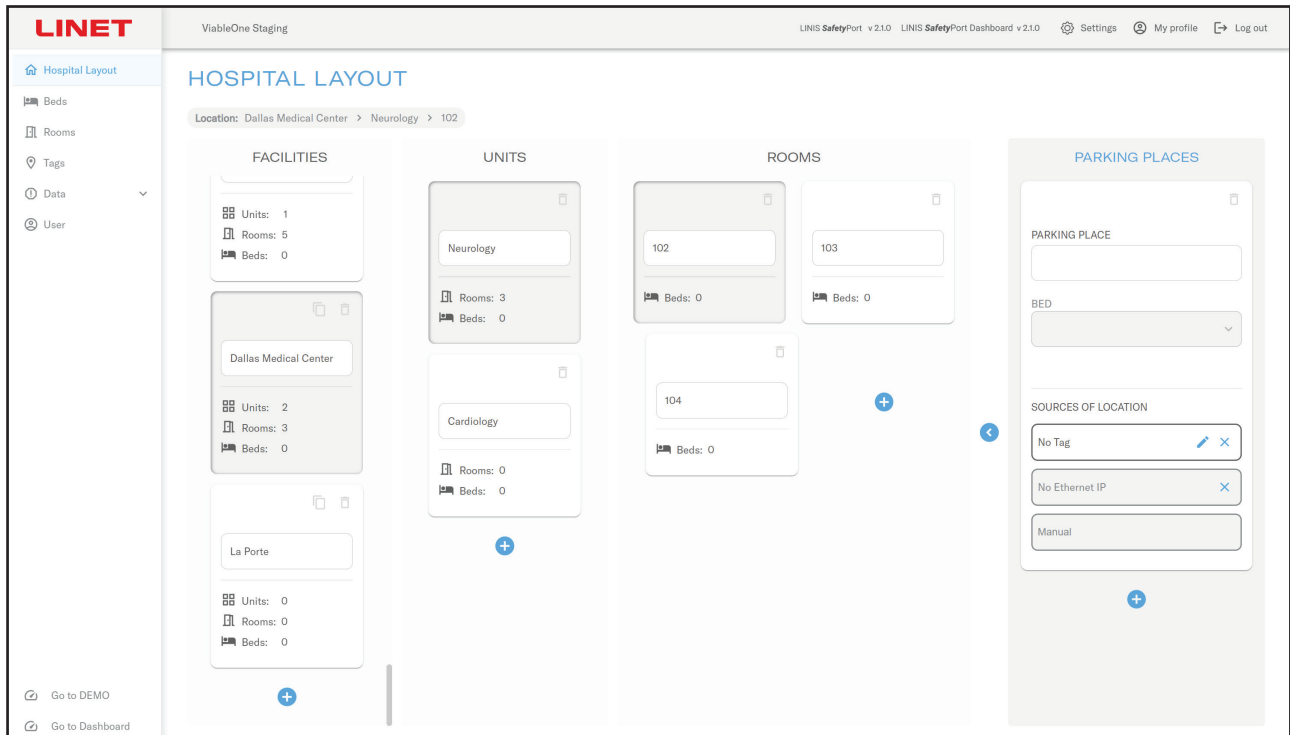 LINET
ViableOne Staging
LINIS SafetyPort v 2.1.0 LINIS SafetyPort Dashboard v 2.1.0
Settings
My profile
Log out
Hospital Layout
Beds
Rooms
Tags
Data
User
Go to DEMO
Go to Dashboard
HOSPITAL LAYOUT
Location: Dallas Medical Center > Neurology > 102
FACILITIES
Units: 1
Rooms: 5
Beds: 0
Dallas Medical Center
Units: 2
Rooms: 3
Beds: 0
La Porte
Units: 0
Rooms: 0
Beds: 0
UNITS
Neurology
Rooms: 3
Beds: 0
Cardiology
Rooms: 0
Beds: 0
ROOMS
102
Beds: 0
103
Beds: 0
104
Beds: 0
PARKING PLACES
PARKING PLACE
BED
SOURCES OF LOCATION
No Tag
No Ethernet IP
Manual